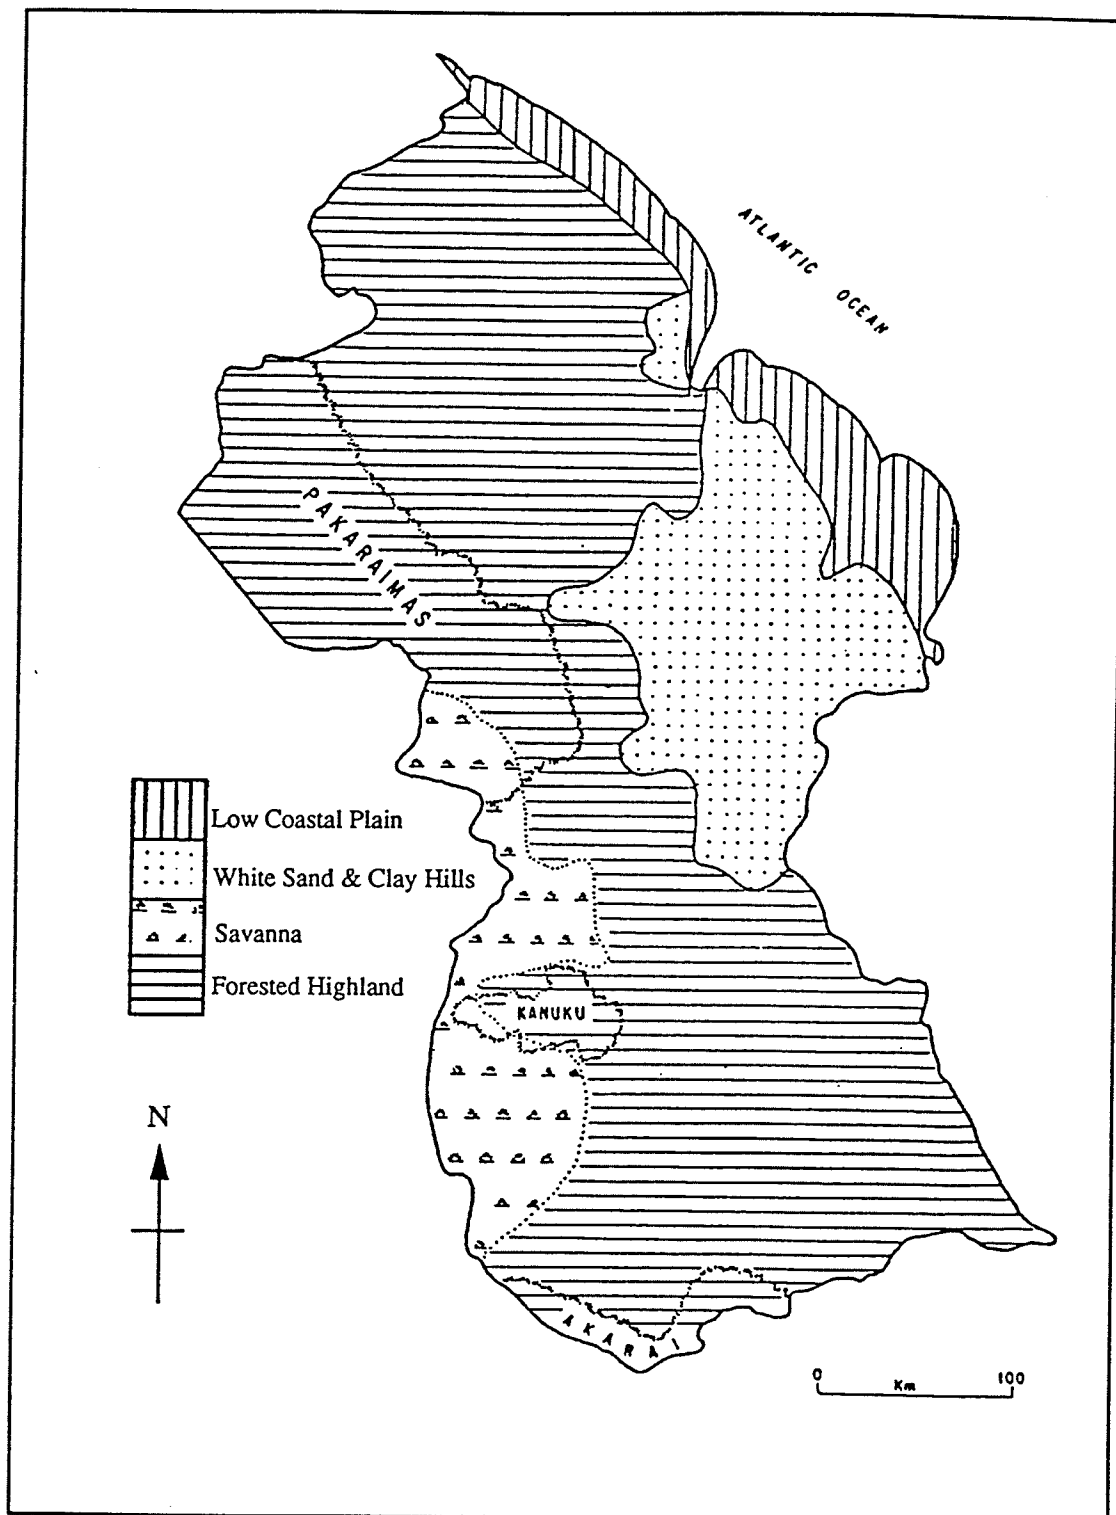 ATLANTIC OCEAN
PAKARAIMAS
Low Coastal Plain
White Sand & Clay Hills
Savanna
Forested Highland
KANUKU
N
AKARAI
0 100
Km